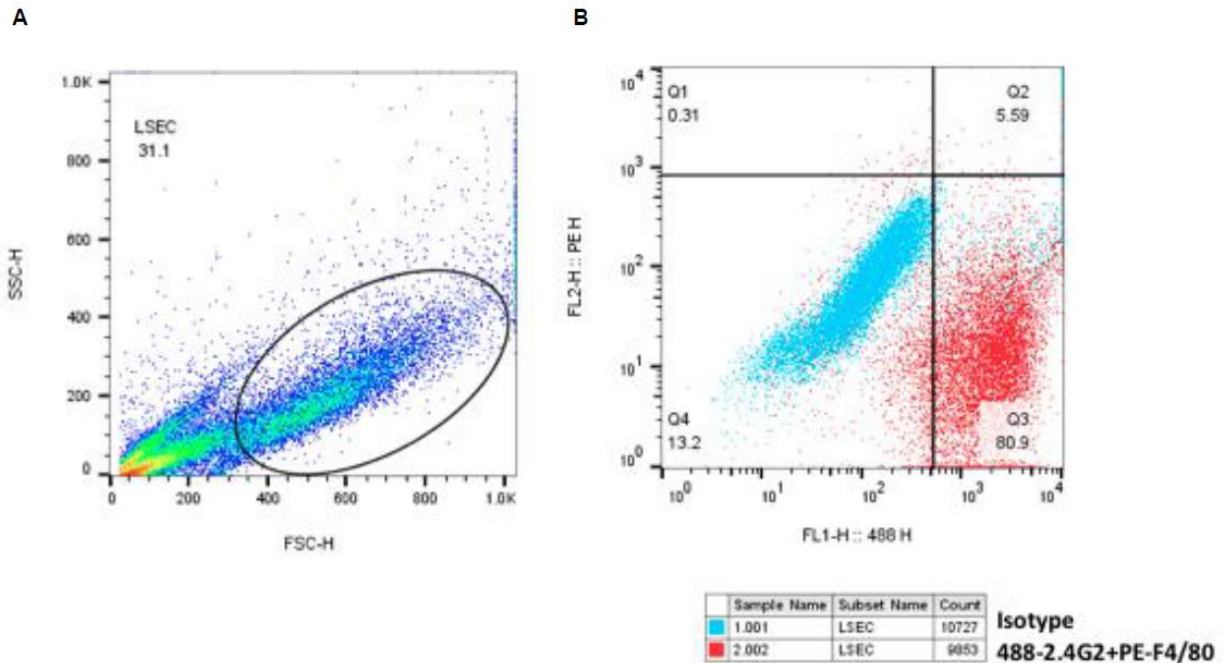 A
B
1.0K
800
600
400
200
0
SSC-H
LSEC
31.1
0 200 400 600 800 1.0K
FSC-H
10^4
10^3
10^2
10^1
10^0
FL2-H :: PE H
Q1
0.31
Q2
5.59
Q4
13.2
Q3
80.9
10^0 10^1 10^2 10^3 10^4
FL1-H :: 488 H
Sample Name Subset Name Count
1.001 LSEC 10727
2.002 LSEC 9853
Isotype
488-2.4G2+PE-F4/80